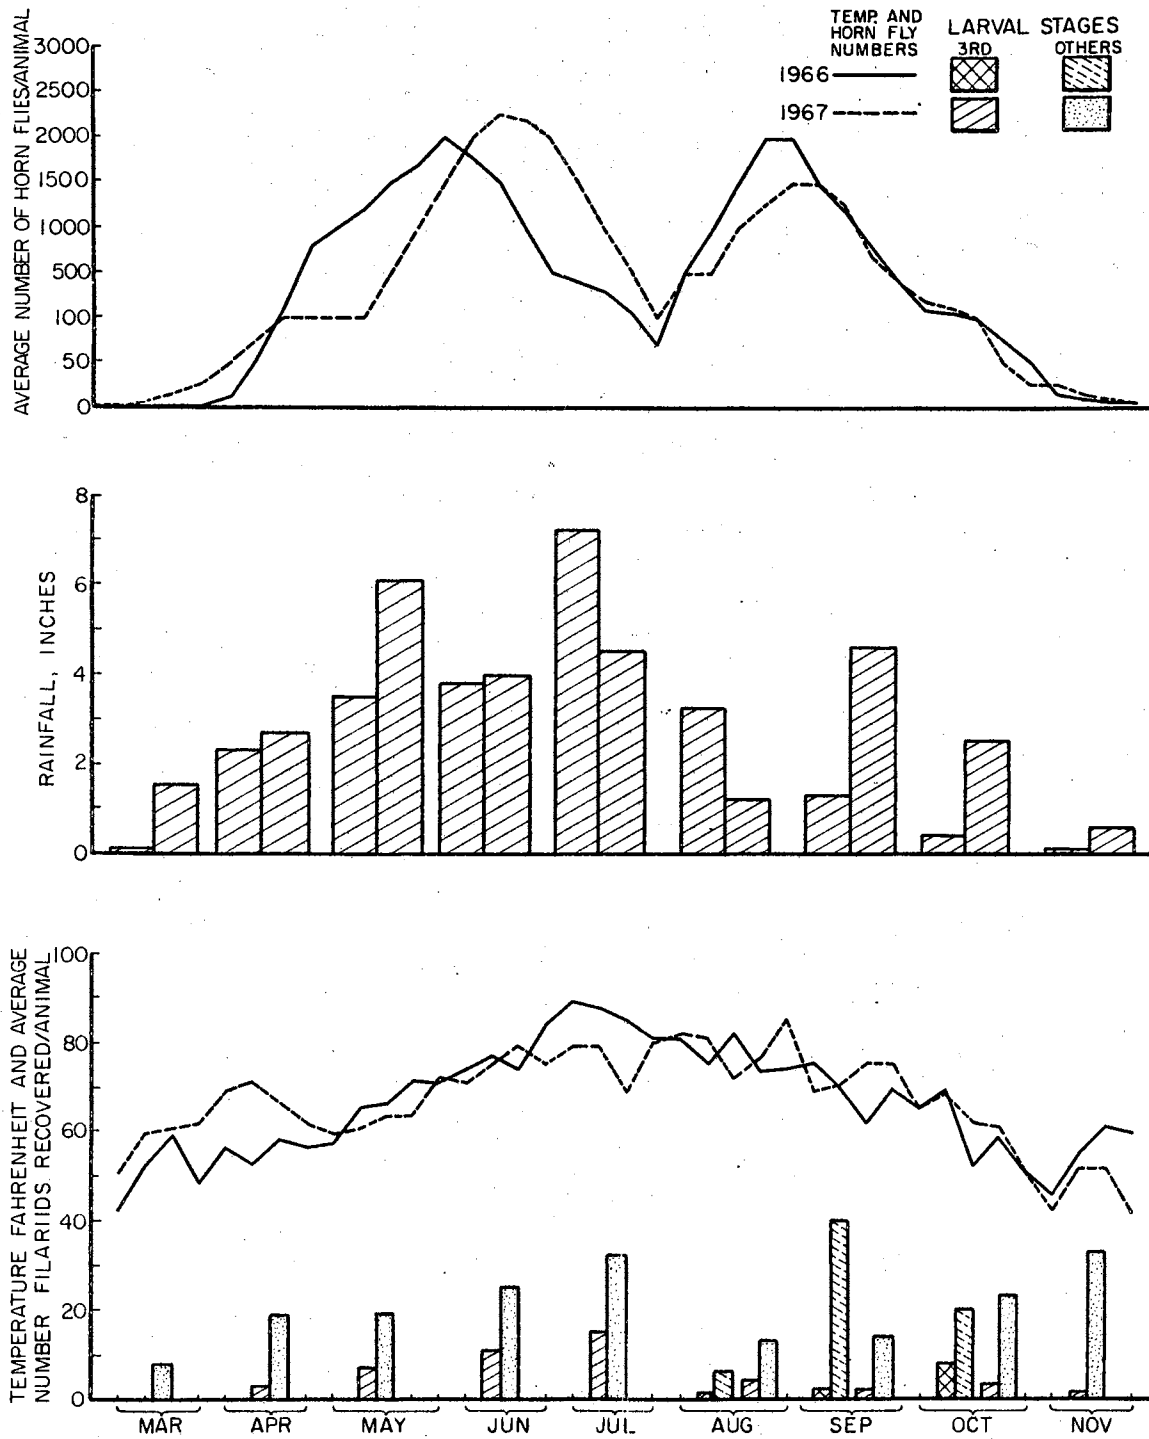 TEMP. AND
HORN FLY
NUMBERS
LARVAL STAGES
3RD OTHERS
1966
1967
AVERAGE NUMBER OF HORN FLIES/ANIMAL
3000
2500
2000
1500
1000
500
100
50
0
RAINFALL, INCHES
8
6
4
2
0
TEMPERATURE FAHRENHEIT AND AVERAGE
NUMBER FILARIIDS RECOVERED/ANIMAL
100
80
60
40
20
0
MAR APR MAY JUN JUL AUG SEP OCT NOV